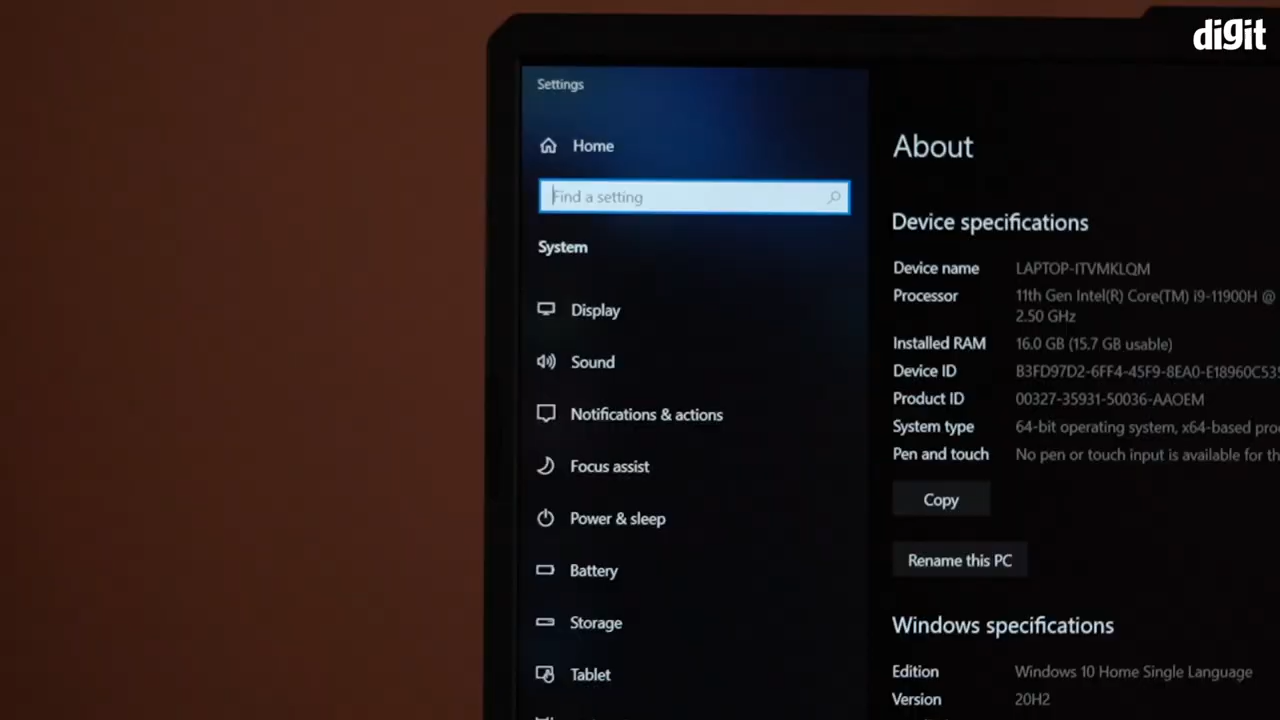 digit
Settings
Home
Find a setting
System
Display
Sound
Notifications & actions
Focus assist
Power & sleep
Battery
Storage
Tablet
About
Device specifications
Device name LAPTOP-ITVMKLQM
Processor 11th Gen Intel(R) Core(TM) i9-11900H @
2.50 GHz
Installed RAM 16.0 GB (15.7 GB usable)
Device ID B3FD97D2-6FF4-45F9-8EA0-E18960C535
Product ID 00327-35931-50036-AAOEM
System type 64-bit operating system, x64-based pro
Pen and touch No pen or touch input is available for th
Copy
Rename this PC
Windows specifications
Edition Windows 10 Home Single Language
Version 20H2